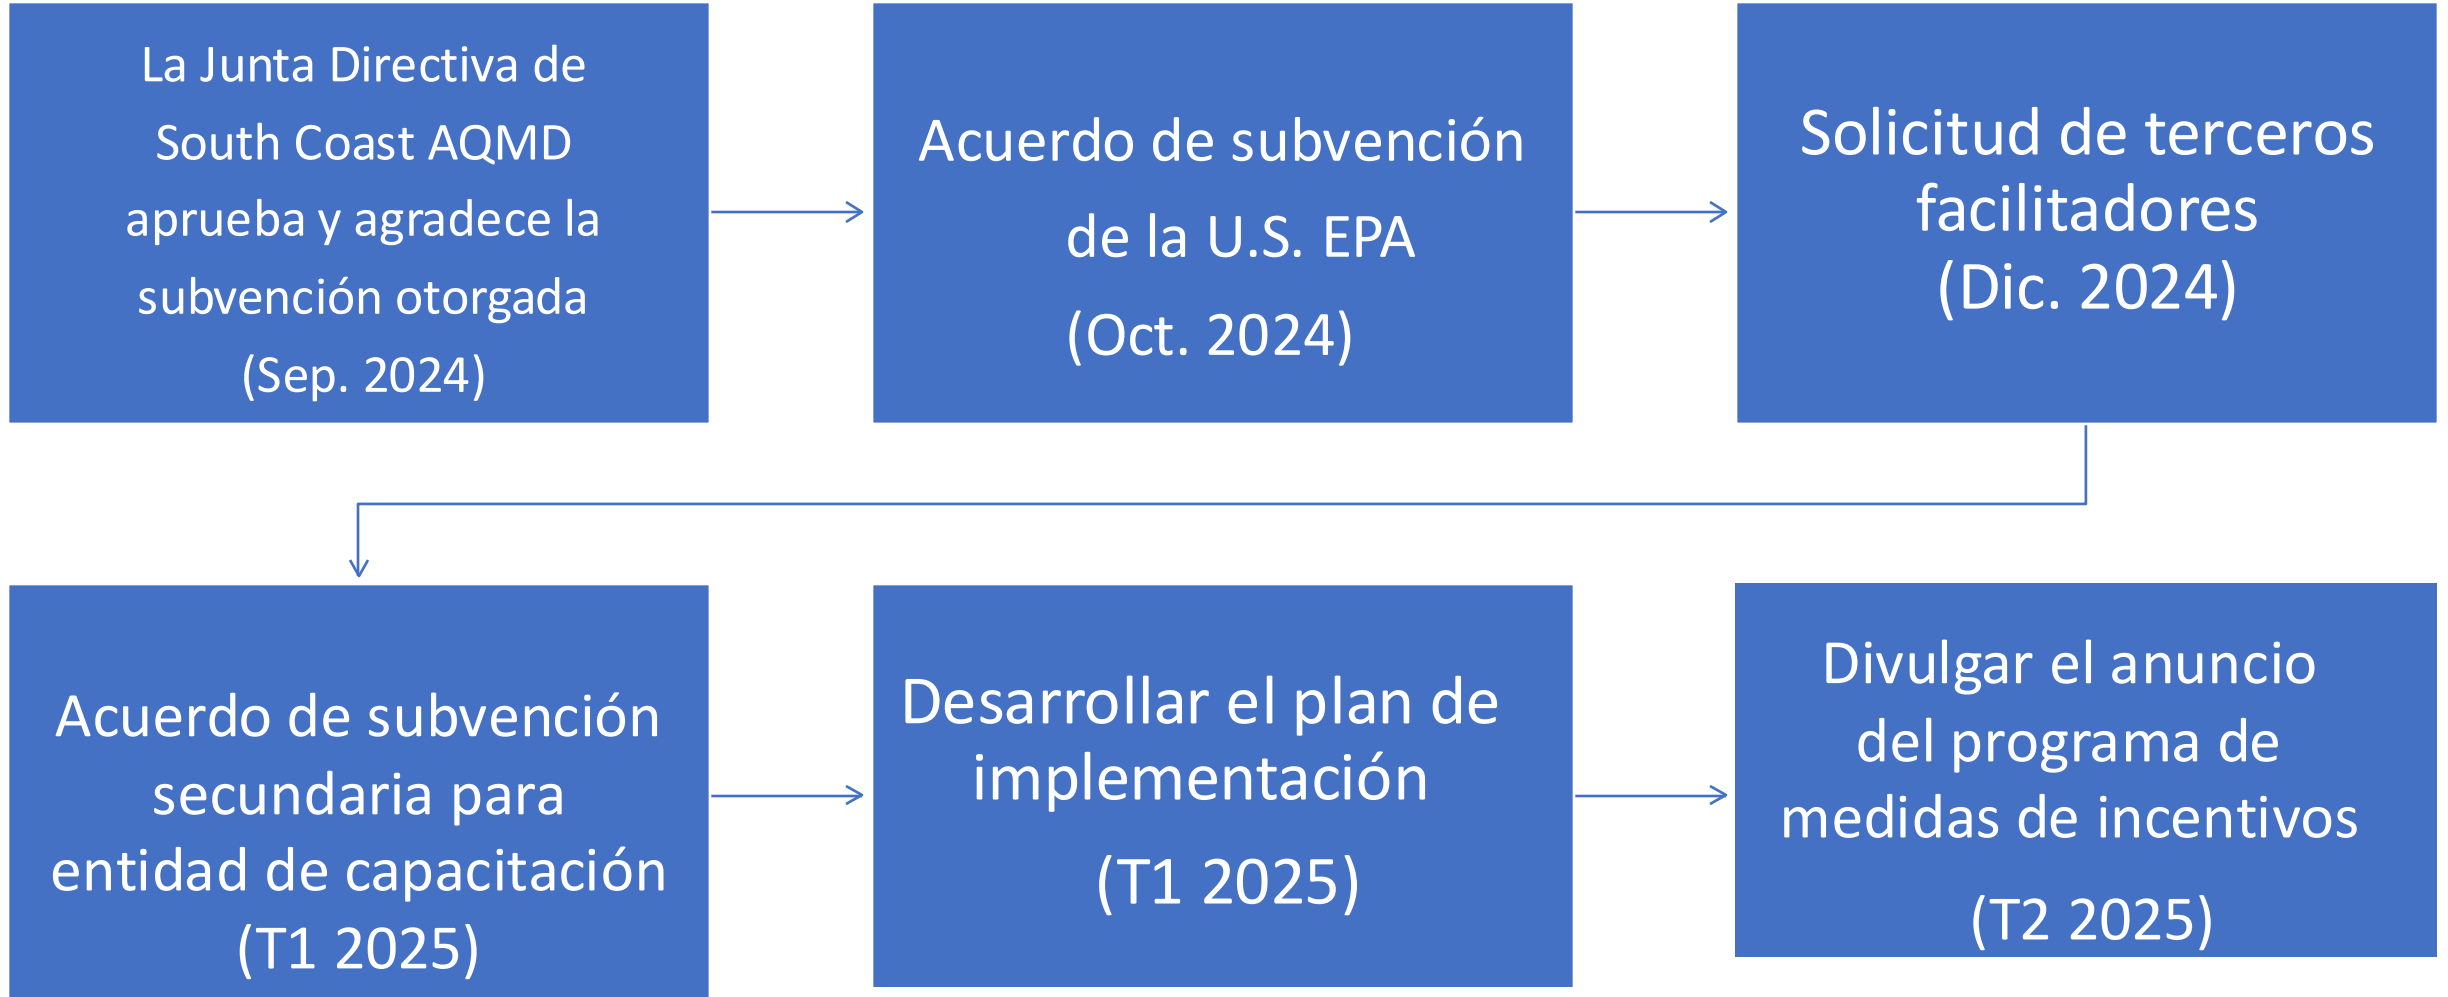 La Junta Directiva de
South Coast AQMD
aprueba y agradece la
subvención otorgada
(Sep. 2024)
Acuerdo de subvención
de la U.S. EPA
(Oct. 2024)
Solicitud de terceros
facilitadores
(Dic. 2024)
Acuerdo de subvención
secundaria para
entidad de capacitación
(T1 2025)
Desarrollar el plan de
implementación
(T1 2025)
Divulgar el anuncio
del programa de
medidas de incentivos
(T2 2025)